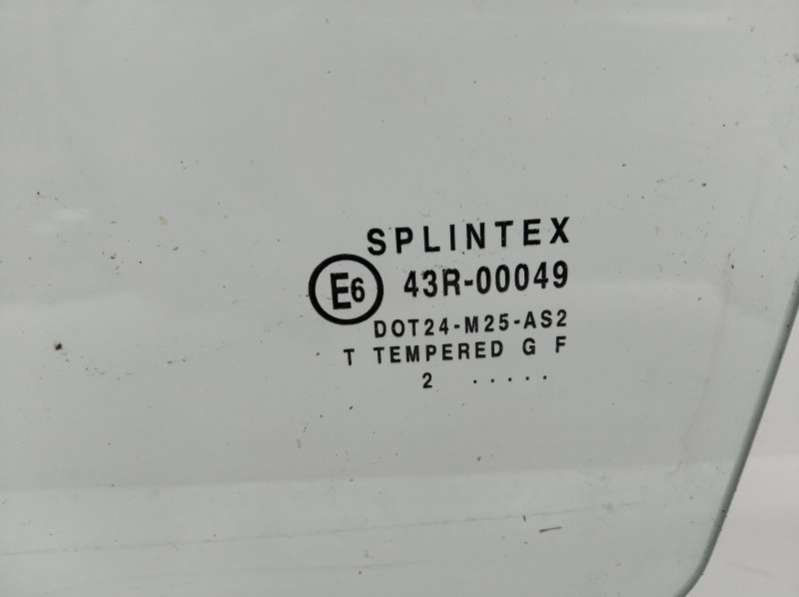 SPLINTEX
E6 43R-00049
DOT24-M25-AS2
T TEMPERED G F
2 .....